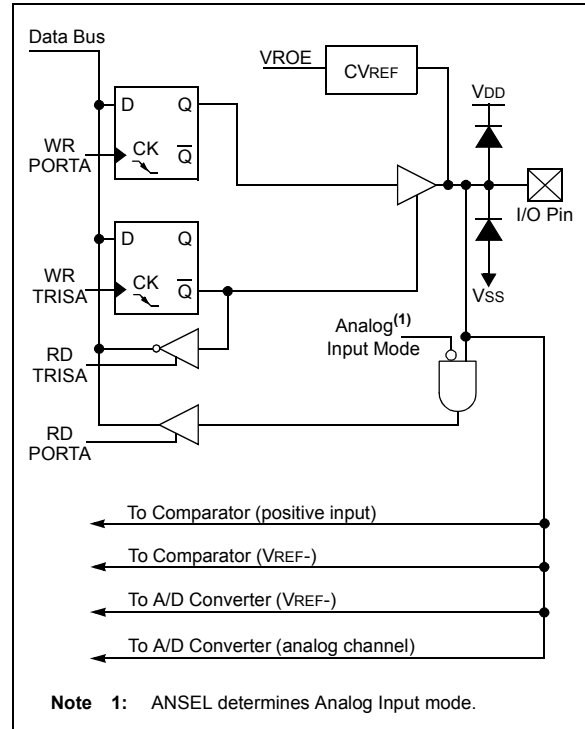 Data Bus
VROE
CVREF
VDD
D Q
WR
PORTA
CK
Q
I/O Pin
D Q
VSS
WR
TRISA
CK
Q
Analog(1)
Input Mode
RD
TRISA
RD
PORTA
To Comparator (positive input)
To Comparator (VREF-)
To A/D Converter (VREF-)
To A/D Converter (analog channel)
Note 1: ANSEL determines Analog Input mode.